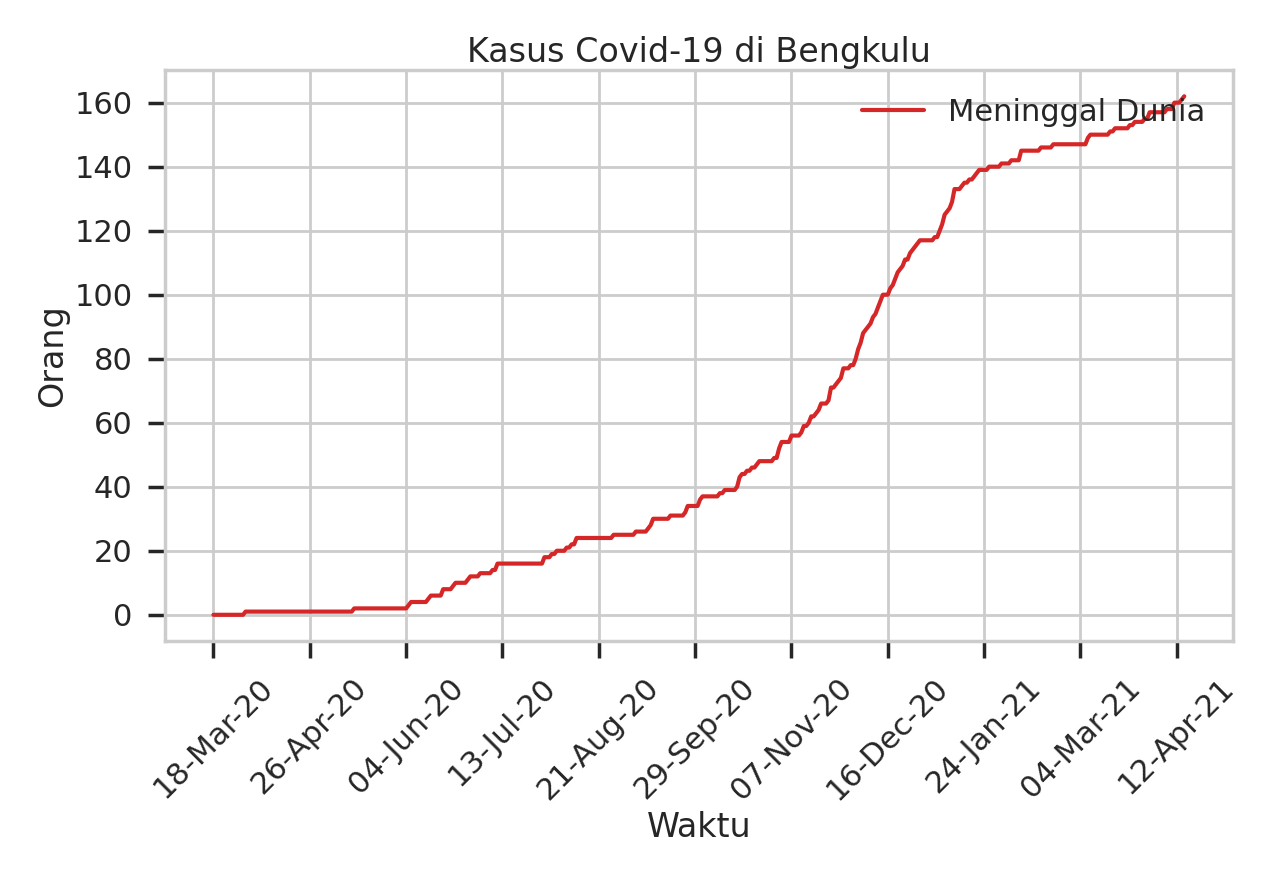 Kasus Covid-19 di Bengkulu
Meninggal Dunia
160
140
120
100
80
60
40
20
0
Orang
18-Mar-20
26-Apr-20
04-Jun-20
13-Jul-20
21-Aug-20
29-Sep-20
07-Nov-20
16-Dec-20
24-Jan-21
04-Mar-21
12-Apr-21
Waktu